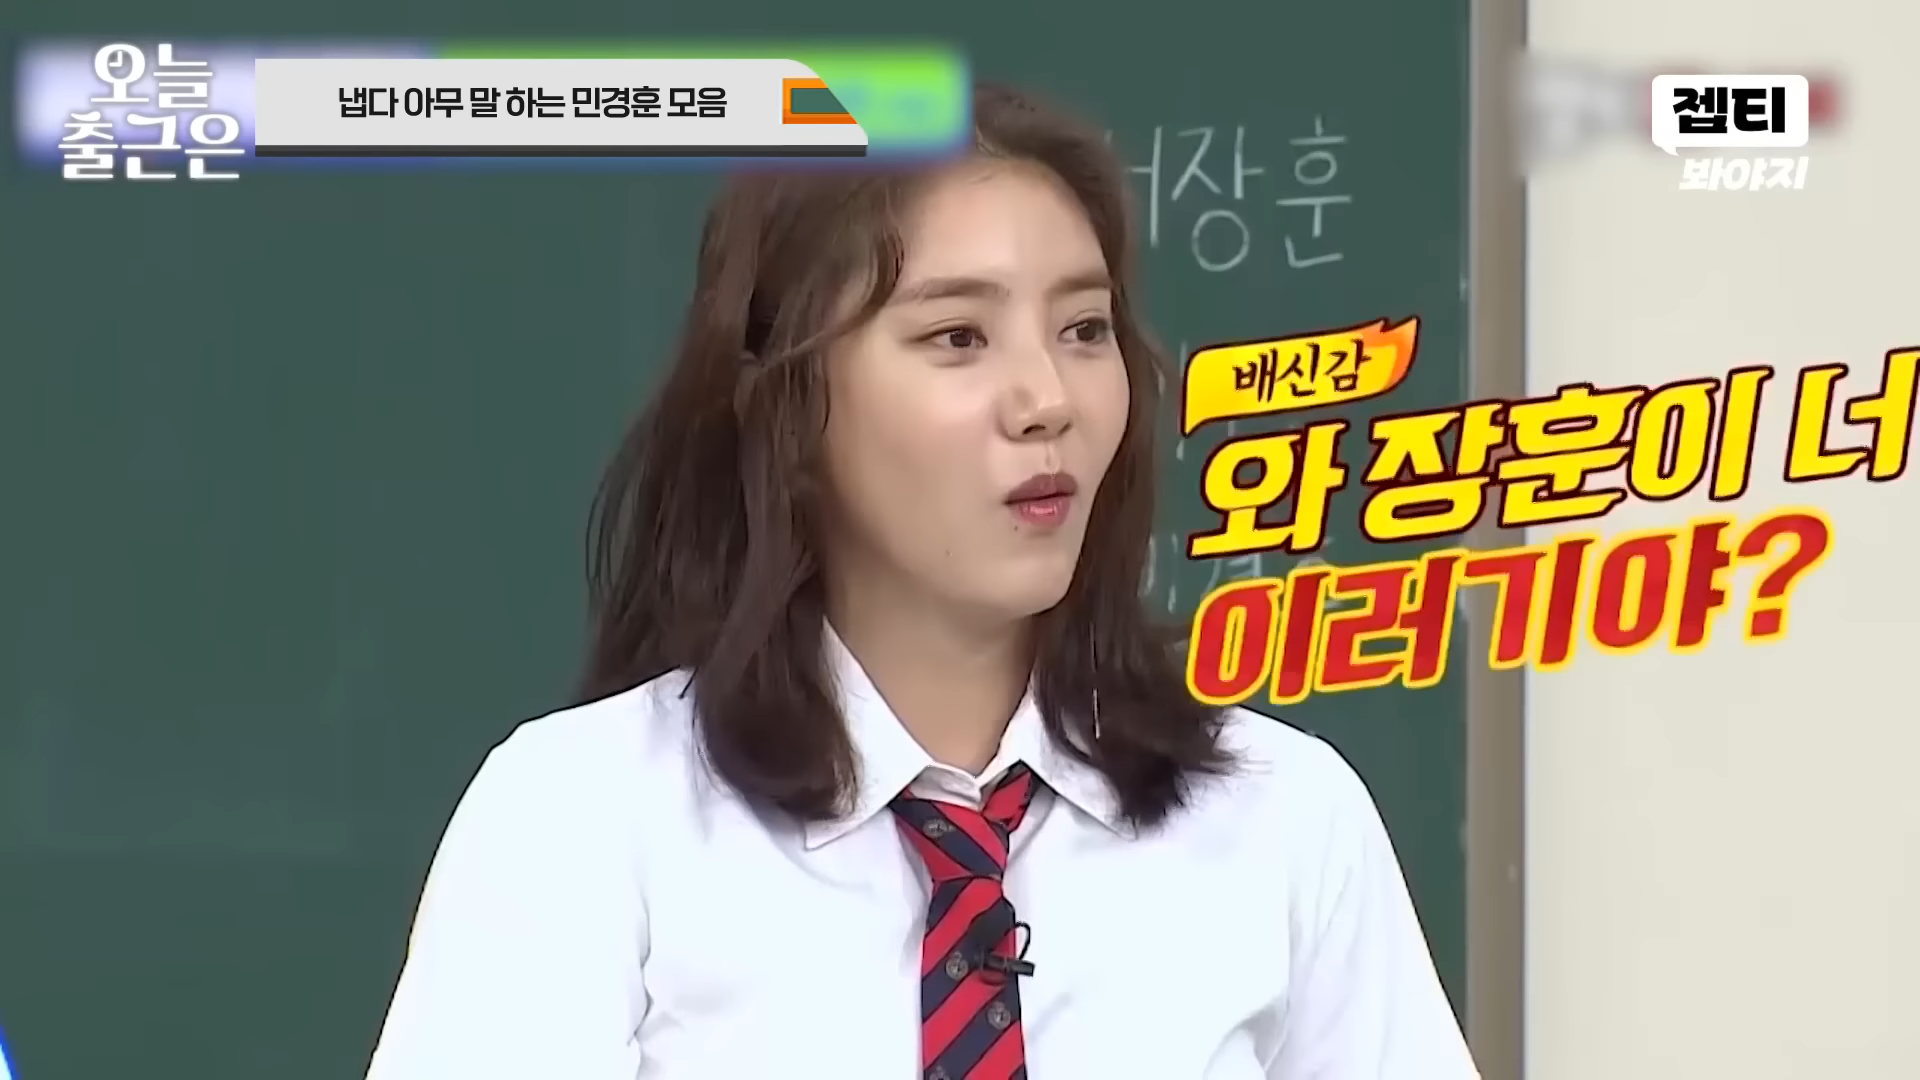 오늘
출근은
냅다 아무 말 하는 민경훈 모음
젭티
봐야지
장훈
배신감
와 장훈이 너
이러기야?